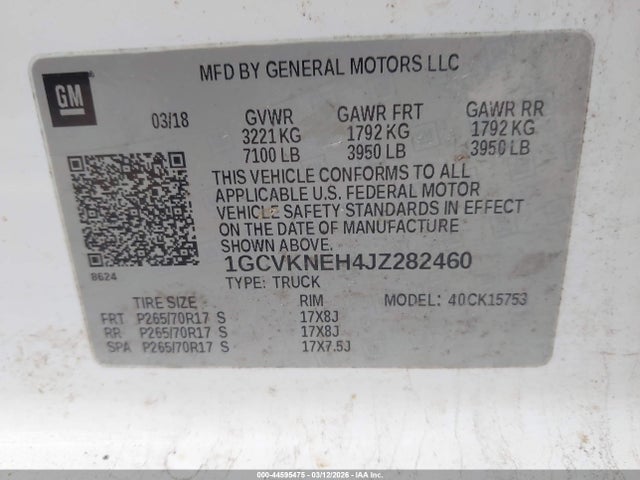 GM
MFD BY GENERAL MOTORS LLC
03/18 GVWR GAWR FRT GAWR RR
3221 KG 1792 KG 1792 KG
7100 LB 3950 LB 3950 LB
THIS VEHICLE CONFORMS TO ALL
APPLICABLE U.S. FEDERAL MOTOR
VEHICLE SAFETY STANDARDS IN EFFECT
ON THE DATE OF MANUFACTURE
SHOWN ABOVE.
8624
1GCVKNEH4JZ282460
TYPE: TRUCK
TIRE SIZE RIM MODEL: 40CK15753
FRT P265/70R17 S 17X8J
RR P265/70R17 S 17X8J
SPA P265/70R17 S 17X7.5J
000-44595475 - 03/12/2026 - IAA INC.